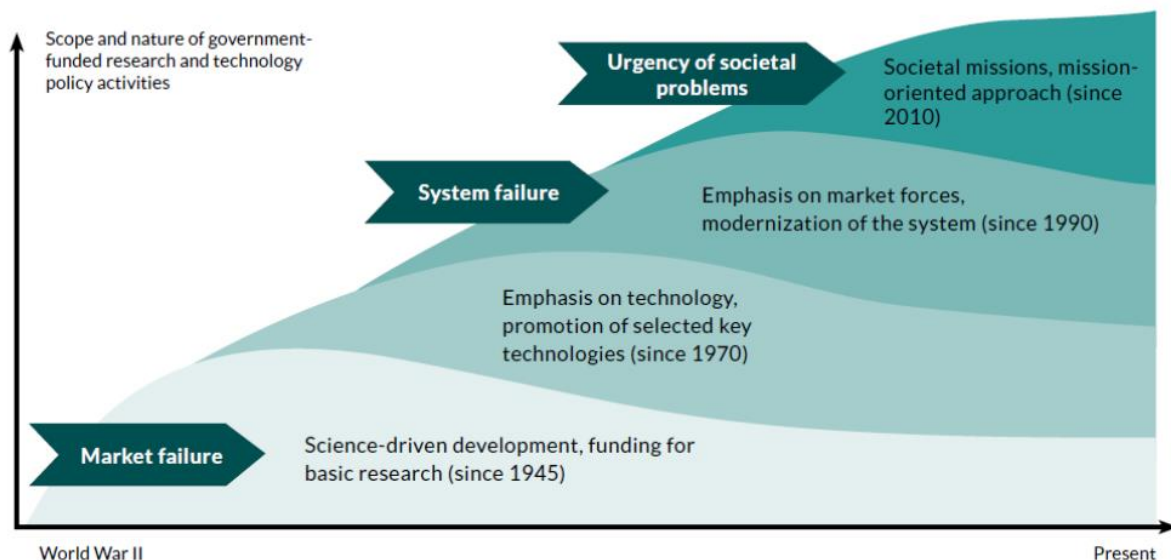 Scope and nature of government-
funded research and technology
policy activities
Urgency of societal
problems
Societal missions, mission-
oriented approach (since
2010)
System failure
Emphasis on market forces,
modernization of the system (since 1990)
Emphasis on technology,
promotion of selected key
technologies (since 1970)
Market failure
Science-driven development, funding for
basic research (since 1945)
World War II
Present